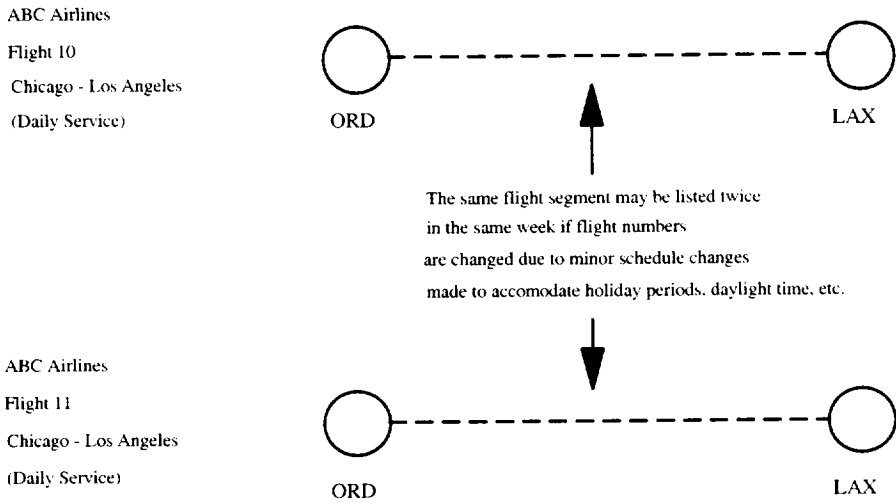 ABC Airlines
Flight 10
Chicago - Los Angeles
(Daily Service)
ORD
LAX
The same flight segment may be listed twice
in the same week if flight numbers
are changed due to minor schedule changes
made to accomodate holiday periods, daylight time, etc.
ABC Airlines
Flight 11
Chicago - Los Angeles
(Daily Service)
ORD
LAX